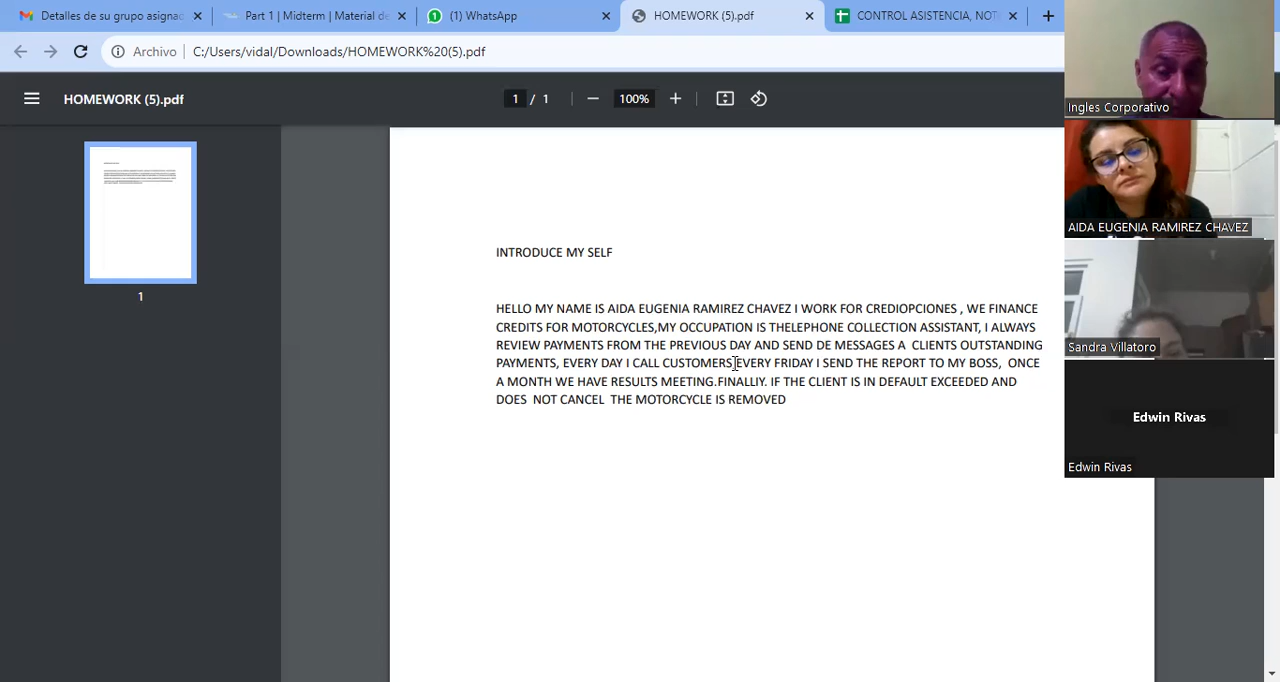 Detalles de su grupo asignad
Part 1 | Midterm | Material de
(1) WhatsApp
HOMEWORK (5).pdf
CONTROL ASISTENCIA, NOT
Archivo
C:/Users/vidal/Downloads/HOMEWORK%20(5).pdf
HOMEWORK (5).pdf
1 / 1
100%
1
INTRODUCE MY SELF
HELLO MY NAME IS AIDA EUGENIA RAMIREZ CHAVEZ I WORK FOR CREDIOPCIONES , WE FINANCE
CREDITS FOR MOTORCYCLES,MY OCCUPATION IS THELEPHONE COLLECTION ASSISTANT, I ALWAYS
REVIEW PAYMENTS FROM THE PREVIOUS DAY AND SEND DE MESSAGES A CLIENTS OUTSTANDING
PAYMENTS, EVERY DAY I CALL CUSTOMERS,EVERY FRIDAY I SEND THE REPORT TO MY BOSS, ONCE
A MONTH WE HAVE RESULTS MEETING.FINALLIY. IF THE CLIENT IS IN DEFAULT EXCEEDED AND
DOES NOT CANCEL THE MOTORCYCLE IS REMOVED
Ingles Corporativo
AIDA EUGENIA RAMIREZ CHAVEZ
Sandra Villatoro
Edwin Rivas
Edwin Rivas